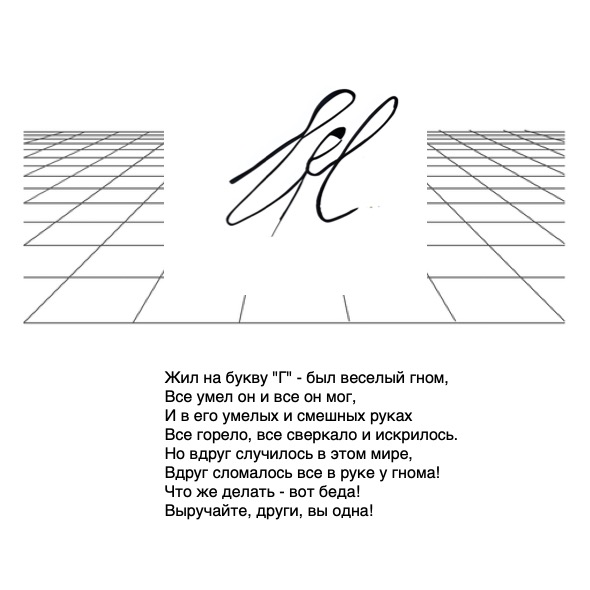 Жил на букву "Г" - был веселый гном,
Все умел он и все он мог,
И в его умелых и смешных руках
Все горело, все сверкало и искрилось.
Но вдруг случилось в этом мире,
Вдруг сломалось все в руке у гнома!
Что же делать - вот беда!
Выручайте, други, вы одна!